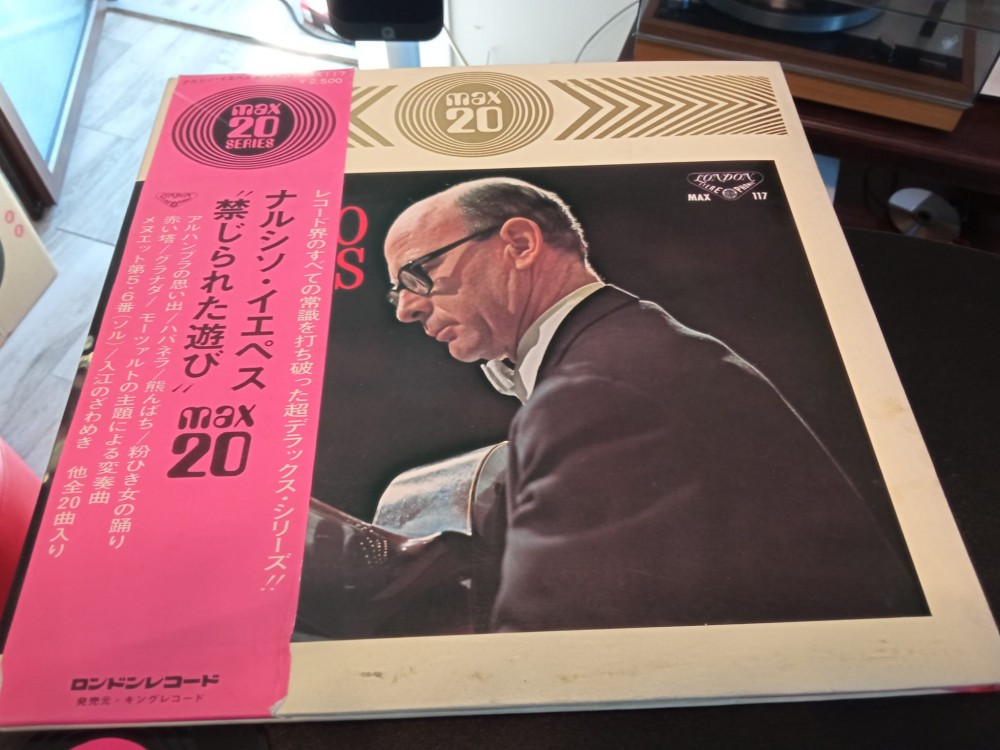 117
¥2,500
max
20
SERIES
LONDON
レコード界のすべての常識を打ち破った超デラックス・シリーズ!!
ナルシソ・イエペス
"禁じられた遊び"
max
20
アルハンブラの思い出/ハバネラ/熊んばち/粉ひき女の踊り
赤い塔/グラナダ/モーツァルトの主題による変奏曲
メヌエット第5・6番(ソル)/入江のざわめき 他全20曲入り
ロンドンレコード
発売元・キングレコード
max
20
O
S
LONDON
MAX 117